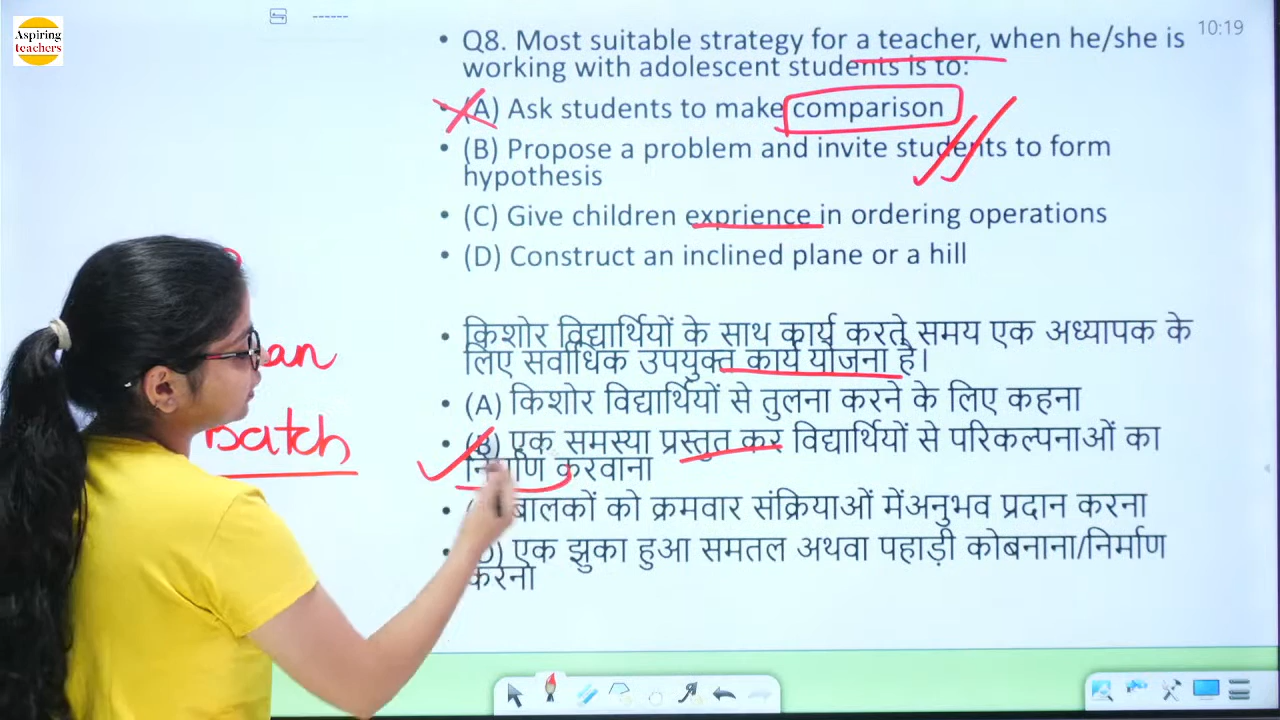 Aspiring
teachers
10:19
• Q8. Most suitable strategy for a teacher, when he/she is
working with adolescent students is to:
• (A) Ask students to make comparison
• (B) Propose a problem and invite students to form
hypothesis
• (C) Give children exprience in ordering operations
• (D) Construct an inclined plane or a hill
• किशोर विद्यार्थियों के साथ कार्य करते समय एक अध्यापक के
लिए सर्वाधिक उपयुक्त कार्य योजना है।
• (A) किशोर विद्यार्थियों से तुलना करने के लिए कहना
• (B) एक समस्या प्रस्तुत कर विद्यार्थियों से परिकल्पनाओं का
निर्माण करवाना
• बालकों को क्रमवार संक्रियाओं मेंअनुभव प्रदान करना
• D) एक झुका हुआ समतल अथवा पहाड़ी कोबनाना/निर्माण
करना
Batch